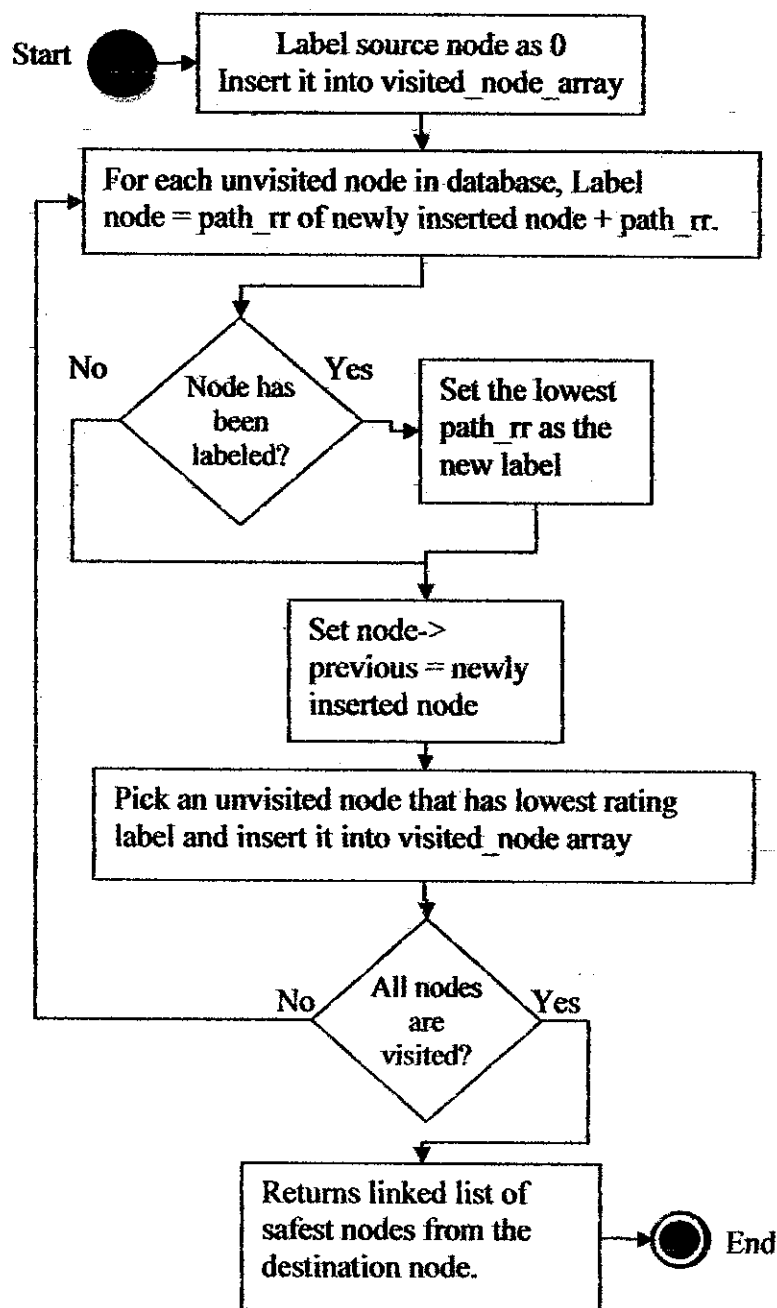 Start
Label source node as 0
Insert it into visited_node_array
For each unvisited node in database, Label
node = path_rr of newly inserted node + path_rr.
No
Yes
Node has
been
labeled?
Set the lowest
path_rr as the
new label
Set node->
previous = newly
inserted node
Pick an unvisited node that has lowest rating
label and insert it into visited_node array
No
Yes
All nodes
are
visited?
Returns linked list of
safest nodes from the
destination node.
End